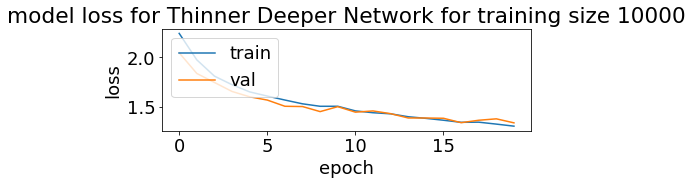 model loss for Thinner Deeper Network for training size 10000
train
val
2.0
1.5
loss
0 5 10 15
epoch